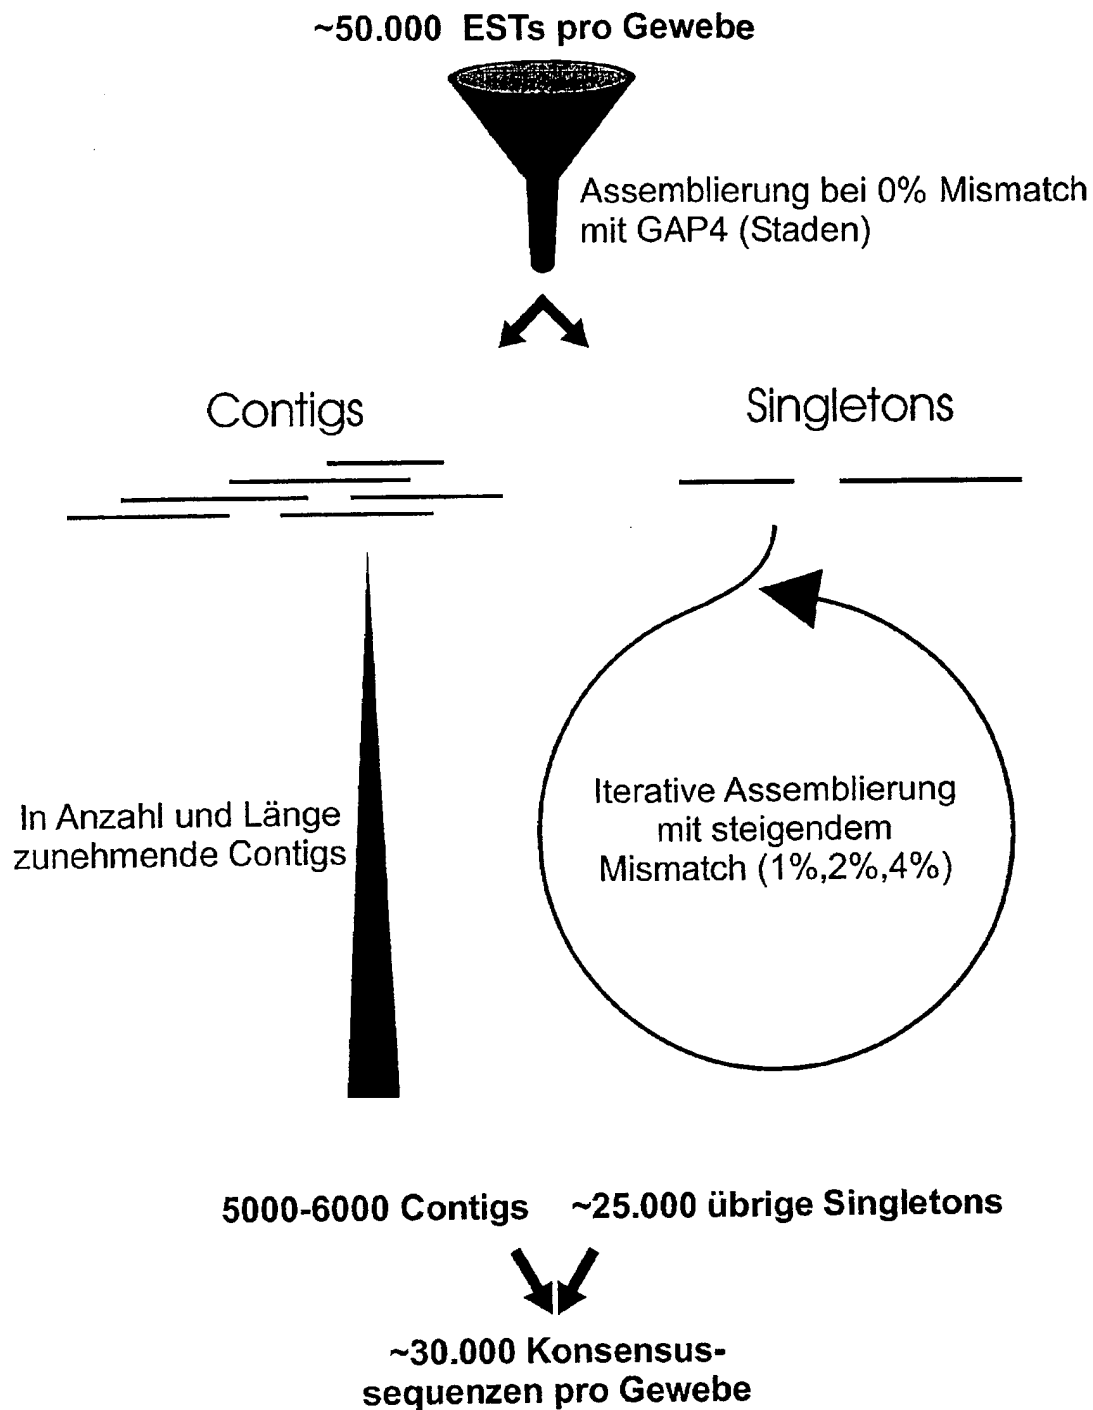 ~50.000 ESTs pro Gewebe
Assemblierung bei 0% Mismatch
mit GAP4 (Staden)
Contigs
Singletons
In Anzahl und Länge
zunehmende Contigs
Iterative Assemblierung
mit steigendem
Mismatch (1%,2%,4%)
5000-6000 Contigs
~25.000 übrige Singletons
~30.000 Konsensus-
sequenzen pro Gewebe